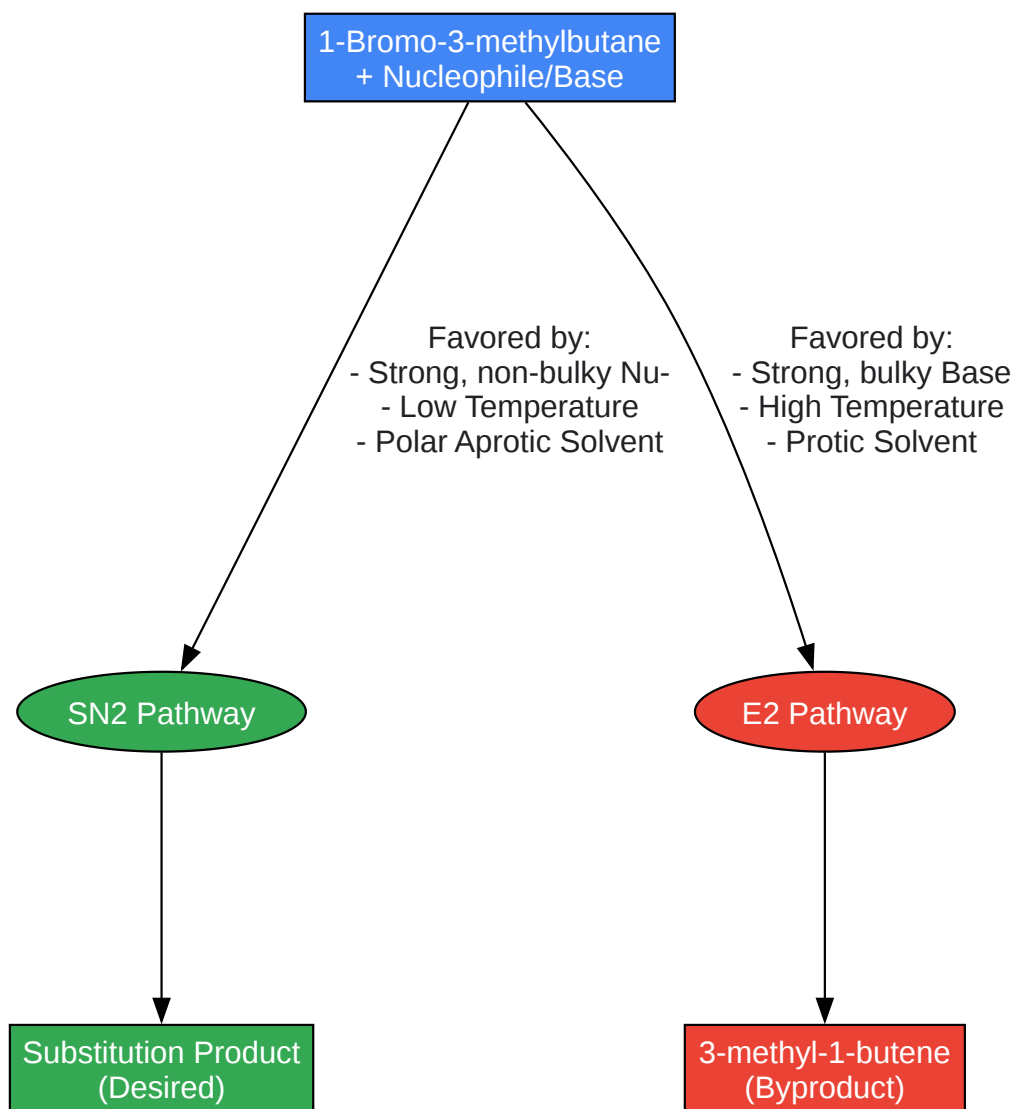 1-Bromo-3-methylbutane
+ Nucleophile/Base
Favored by:
- Strong, non-bulky Nu-
- Low Temperature
- Polar Aprotic Solvent
Favored by:
- Strong, bulky Base
- High Temperature
- Protic Solvent
SN2 Pathway
E2 Pathway
Substitution Product
(Desired)
3-methyl-1-butene
(Byproduct)